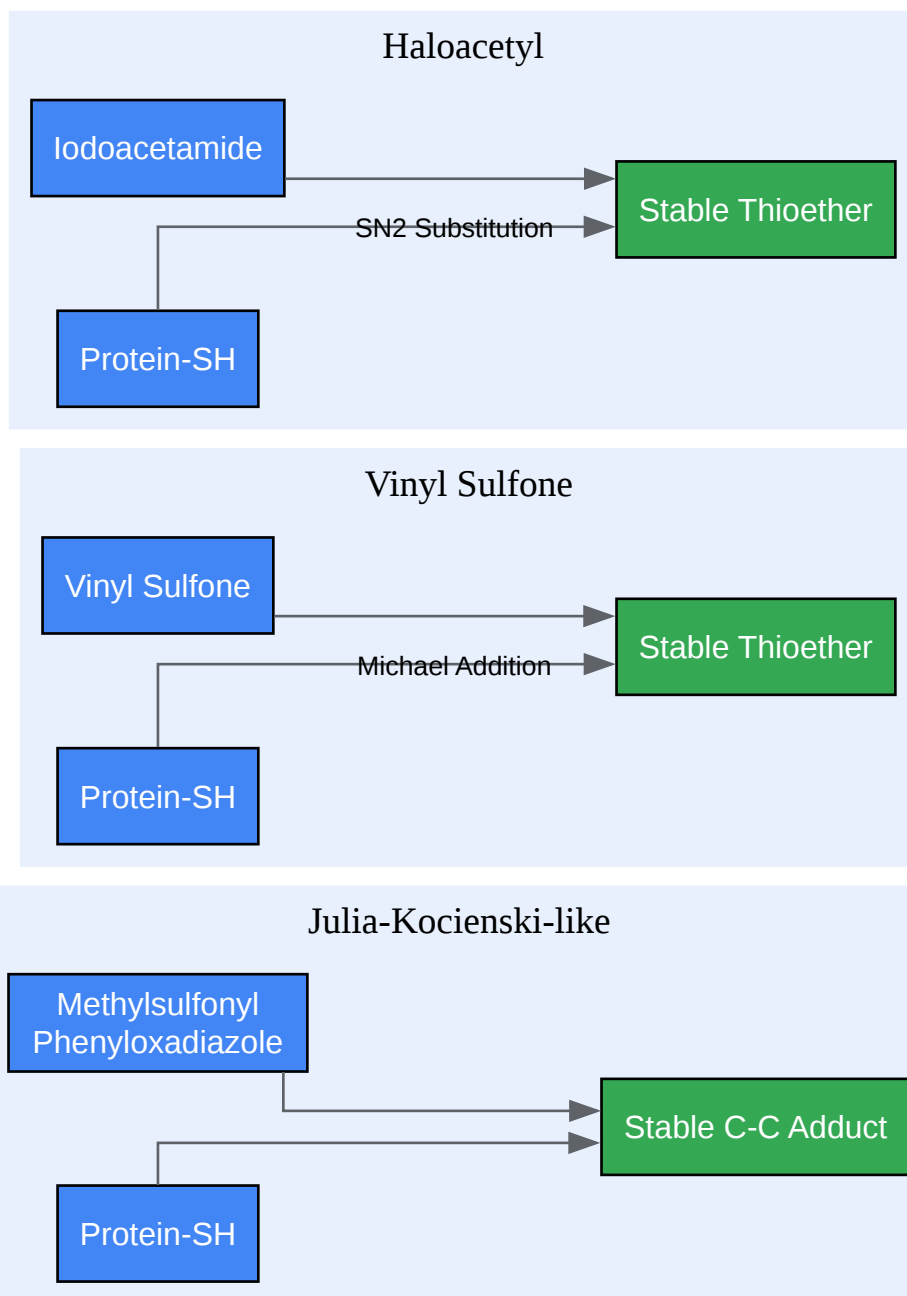 Haloacetyl
Iodoacetamide
Stable Thioether
SN2 Substitution
Protein-SH
Vinyl Sulfone
Vinyl Sulfone
Stable Thioether
Michael Addition
Protein-SH
Julia-Kocienski-like
Methylsulfonyl
Phenyloxadiazole
Stable C-C Adduct
Protein-SH